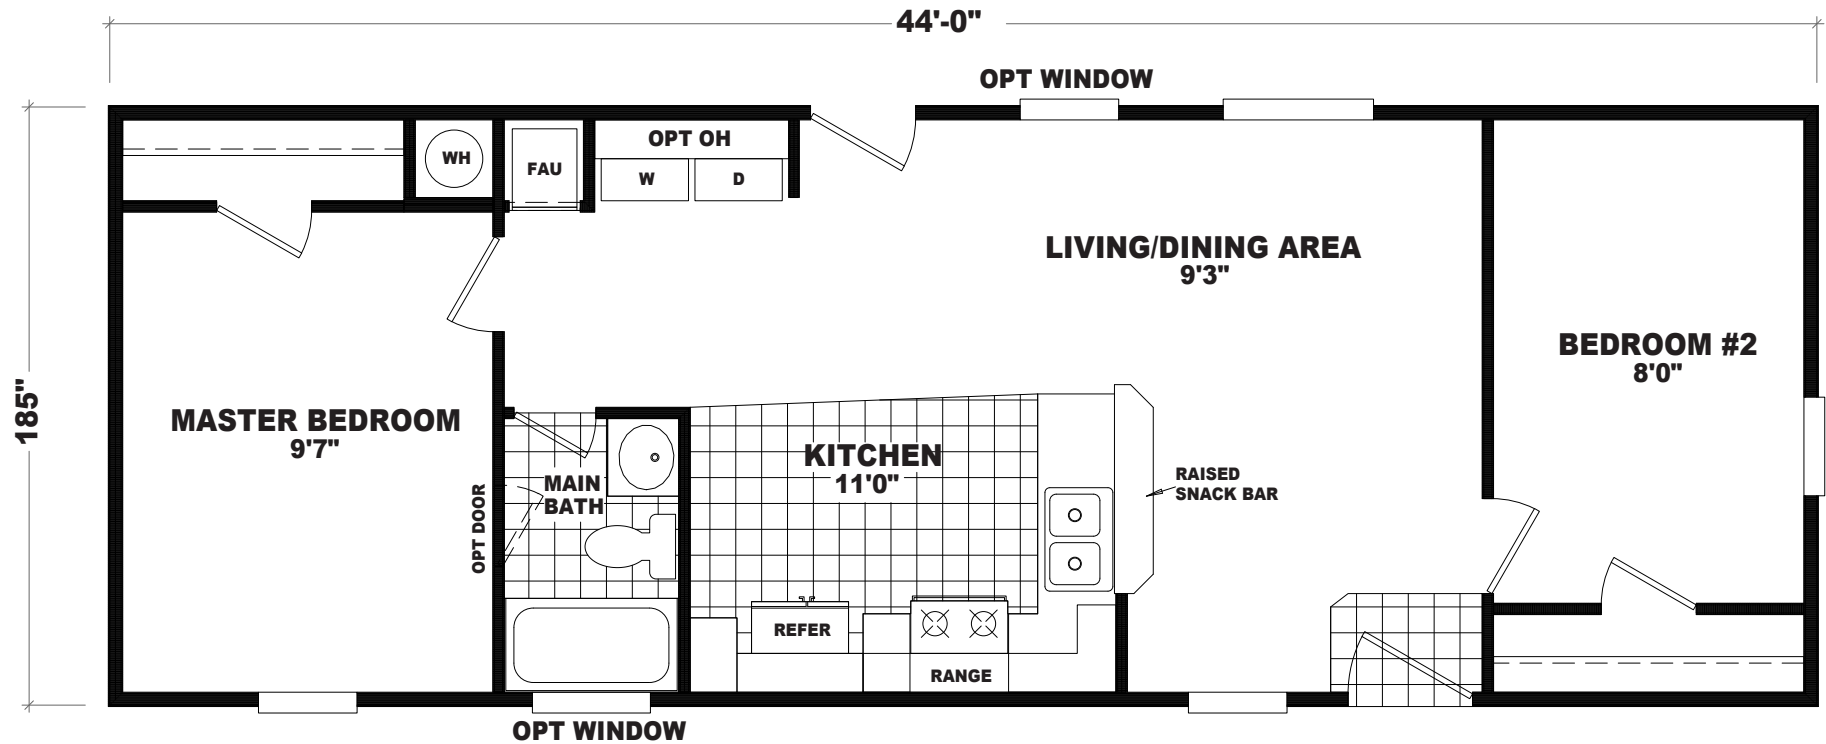 44'-0"
OPT WINDOW
OPT OH
WH
FAU
W
D
LIVING/DINING AREA
9'3"
BEDROOM #2
8'0"
185"
MASTER BEDROOM
9'7"
KITCHEN
11'0"
RAISED
SNACK BAR
MAIN
BATH
OPT DOOR
REFER
RANGE
OPT WINDOW